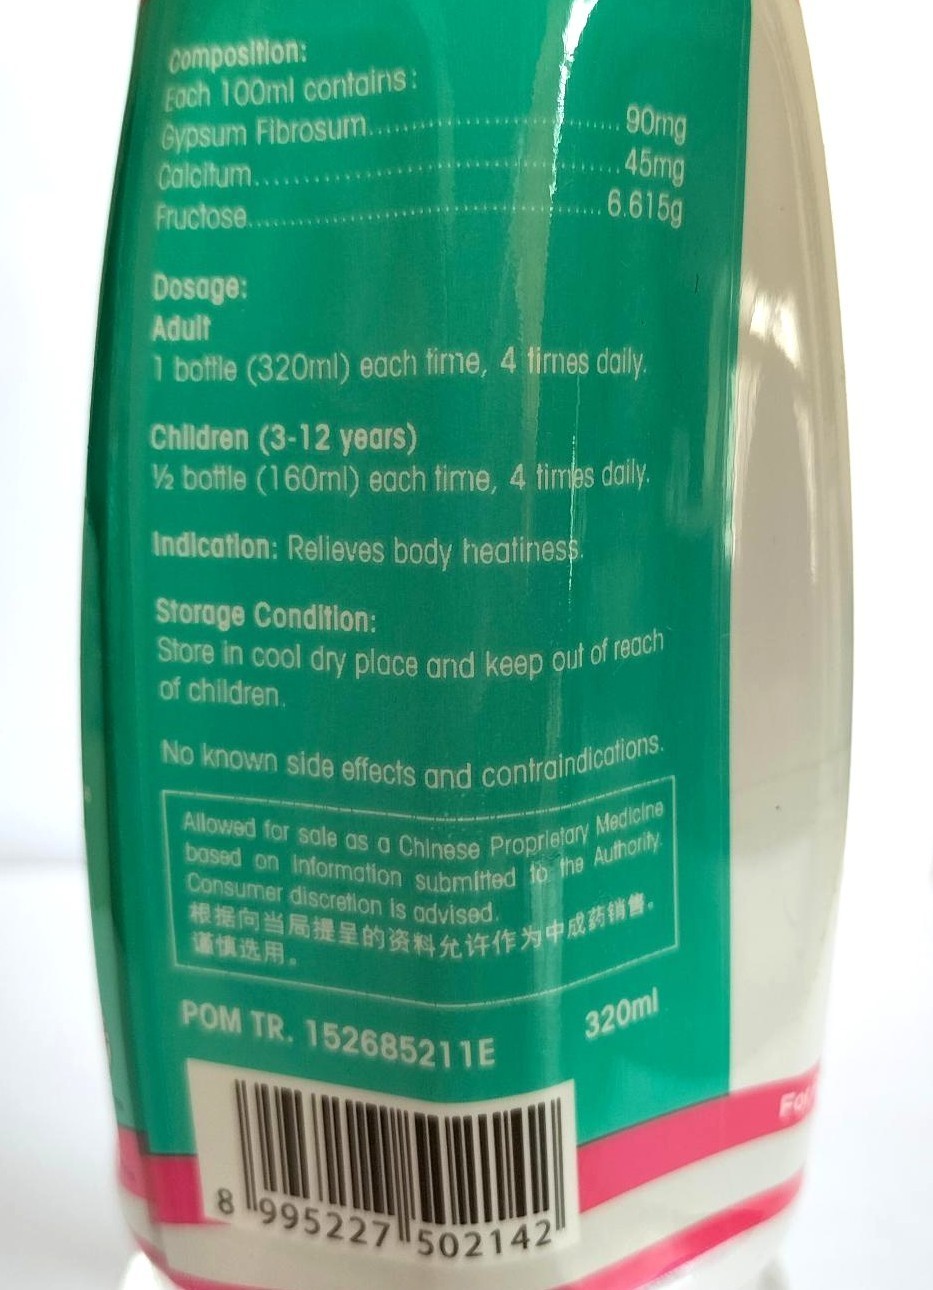 Composition:
Each 100ml contains:
Gypsum Fibrosum.......................... 90mg
Calcitum.......................... 45mg
Fructose.......................... 6.615g
Dosage:
Adult
1 bottle (320ml) each time, 4 times daily.
Children (3-12 years)
½ bottle (160ml) each time, 4 times daily.
Indication: Relieves body heatiness.
Storage Condition:
Store in cool dry place and keep out of reach
of children.
No known side effects and contraindications.
Allowed for sale as a Chinese Proprietary Medicine
based on information submitted to the Authority.
Consumer discretion is advised.
根据向当局提呈的资料允许作为中成药销售。
谨慎选用。
POM TR. 152685211E 320ml
8 995227 502142